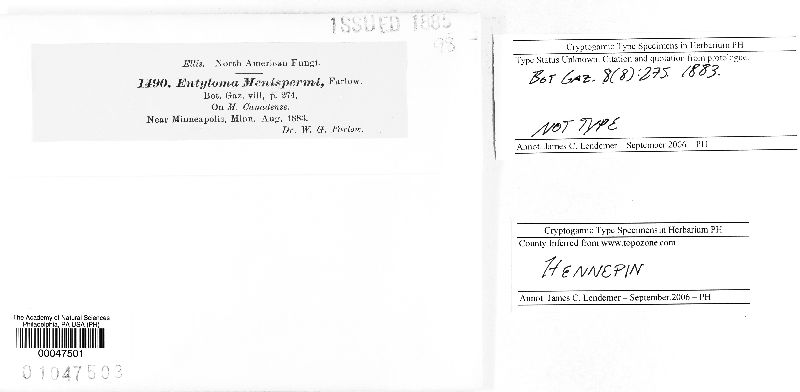 ISSUED 1885
93
Ellis. North American Fungi.
1490. Entyloma Menispermi, Farlow.
Bot. Gaz. viii, p. 274.
On M. Canadense.
Near Minneapolis, Minn. Aug. 1883.
Dr. W. G. Farlow.
The Academy of Natural Sciences
Philadelphia, PA USA (PH)
00047501
01047503
Cryptogamic Type Specimens in Herbarium PH
Type Status Unknown. Citation and quotation from protologue.
BOT GAZ. 8(8):275 1883.
NOT TYPE
Annot. James C. Lendemer – September 2006 – PH
Cryptogamic Type Specimens in Herbarium PH
County Inferred from www.topozone.com
HENNEPIN
Annot. James C. Lendemer – September, 2006 – PH